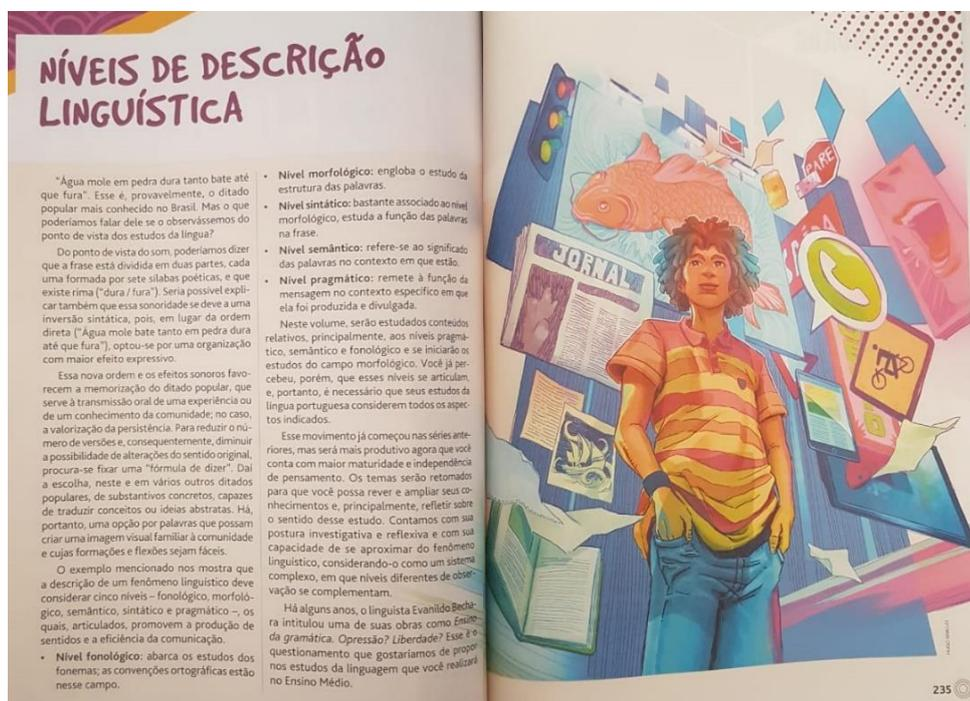 NÍVEIS DE DESCRIÇÃO
LINGUÍSTICA
"Água mole em pedra dura tanto bate até
que fura". Esse é, provavelmente, o ditado
popular mais conhecido no Brasil. Mas o que
poderíamos falar dele se o observássemos do
ponto de vista dos estudos da língua?
Do ponto de vista do som, poderíamos dizer
que a frase está dividida em duas partes, cada
uma formada por sete sílabas poéticas, e que
existe rima ("dura / fura"). Seria possível expli-
car também que essa sonoridade se deve a uma
inversão sintática, pois, em lugar da ordem
direta ("Água mole bate tanto em pedra dura
até que fura"), optou-se por uma organização
com maior efeito expressivo.
Essa nova ordem e os efeitos sonoros favo-
recem a memorização do ditado popular, que
serve à transmissão oral de uma experiência ou
de um conhecimento da comunidade; no caso,
a valorização da persistência. Para reduzir o nú-
mero de versões e, consequentemente, diminuir
a possibilidade de alterações do sentido original,
procura-se fixar uma "fórmula de dizer". Daí
a escolha, neste e em vários outros ditados
populares, de substantivos concretos, capazes
de traduzir conceitos ou ideias abstratas. Há,
portanto, uma opção por palavras que possam
criar uma imagem visual familiar à comunidade
e cujas formações e flexões sejam fáceis.
O exemplo mencionado nos mostra que
a descrição de um fenômeno linguístico deve
considerar cinco níveis – fonológico, morfoló-
gico, semântico, sintático e pragmático –, os
quais, articulados, promovem a produção de
sentidos e a eficiência da comunicação.
• Nível fonológico: abarca os estudos dos
fonemas; as convenções ortográficas estão
nesse campo.
• Nível morfológico: engloba o estudo da
estrutura das palavras.
• Nível sintático: bastante associado ao nível
morfológico, estuda a função das palavras
na frase.
• Nível semântico: refere-se ao significado
das palavras no contexto em que estão.
• Nível pragmático: remete à função da
mensagem no contexto específico em que
ela foi produzida e divulgada.
Neste volume, serão estudados conteúdos
relativos, principalmente, aos níveis pragmá-
tico, semântico e fonológico e se iniciarão os
estudos do campo morfológico. Você já per-
cebeu, porém, que esses níveis se articulam,
e, portanto, é necessário que seus estudos da
língua portuguesa considerem todos os aspec-
tos indicados.
Esse movimento já começou nas séries ante-
riores, mas será mais produtivo agora que você
conta com maior maturidade e independência
de pensamento. Os temas serão retomados
para que você possa rever e ampliar seus co-
nhecimentos e, principalmente, refletir sobre
o sentido desse estudo. Contamos com sua
postura investigativa e reflexiva e com sua
capacidade de se aproximar do fenômeno
linguístico, considerando-o como um sistema
complexo, em que níveis diferentes de obser-
vação se complementam.
Há alguns anos, o linguista Evanildo Becha-
ra intitulou uma de suas obras como Ensino
da gramática. Opressão? Liberdade? Esse é o
questionamento que gostaríamos de propor
nos estudos da linguagem que você realizará
no Ensino Médio.
JORNAL
PARE
235